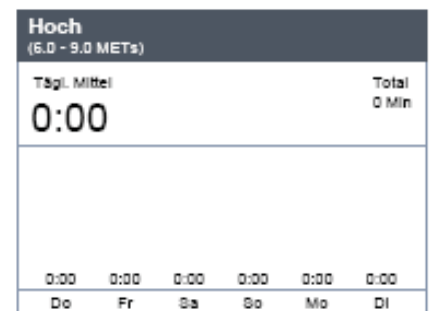 Hoch
(6.0 - 9.0 METs)
Tägl. Mittel
Total
0:00
0 Min
0:00 0:00 0:00 0:00 0:00 0:00
Do Fr Sa So Mo Di